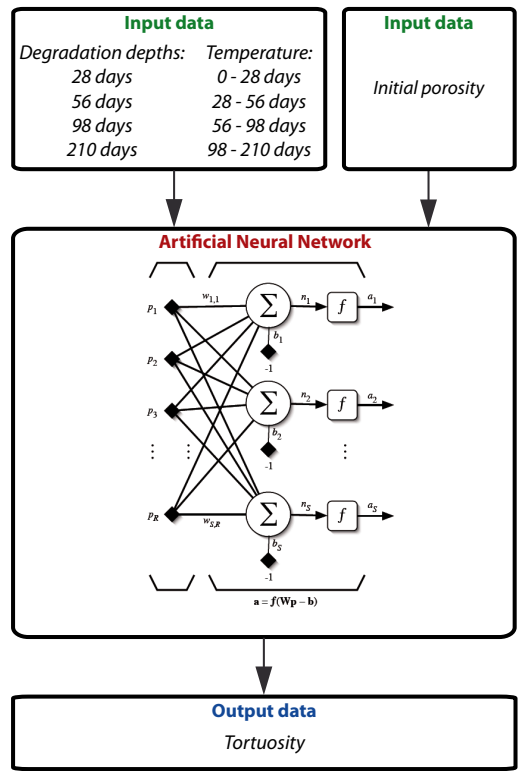 Input data
Degradation depths: Temperature:
28 days 0 - 28 days
56 days 28 - 56 days
98 days 56 - 98 days
210 days 98 - 210 days
Input data
Initial porosity
Artificial Neural Network
p1 w1,1 Σ n1 f a1
b1
-1
p2
p3 Σ n2 f a2
b2
-1
⋮ ⋮ ⋮
pR wS,R Σ nS f aS
bS
-1
a = f(Wp – b)
Output data
Tortuosity